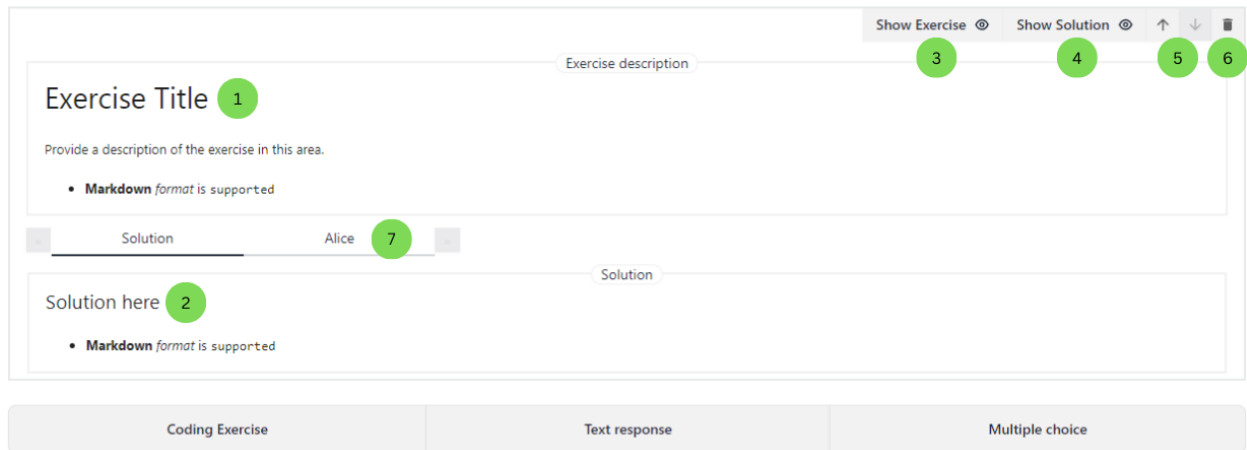 Show Exercise Show Solution
3 4 5 6
Exercise description
Exercise Title 1
Provide a description of the exercise in this area.
• Markdown format is supported
Solution Alice 7
Solution
Solution here 2
• Markdown format is supported
Coding Exercise Text response Multiple choice